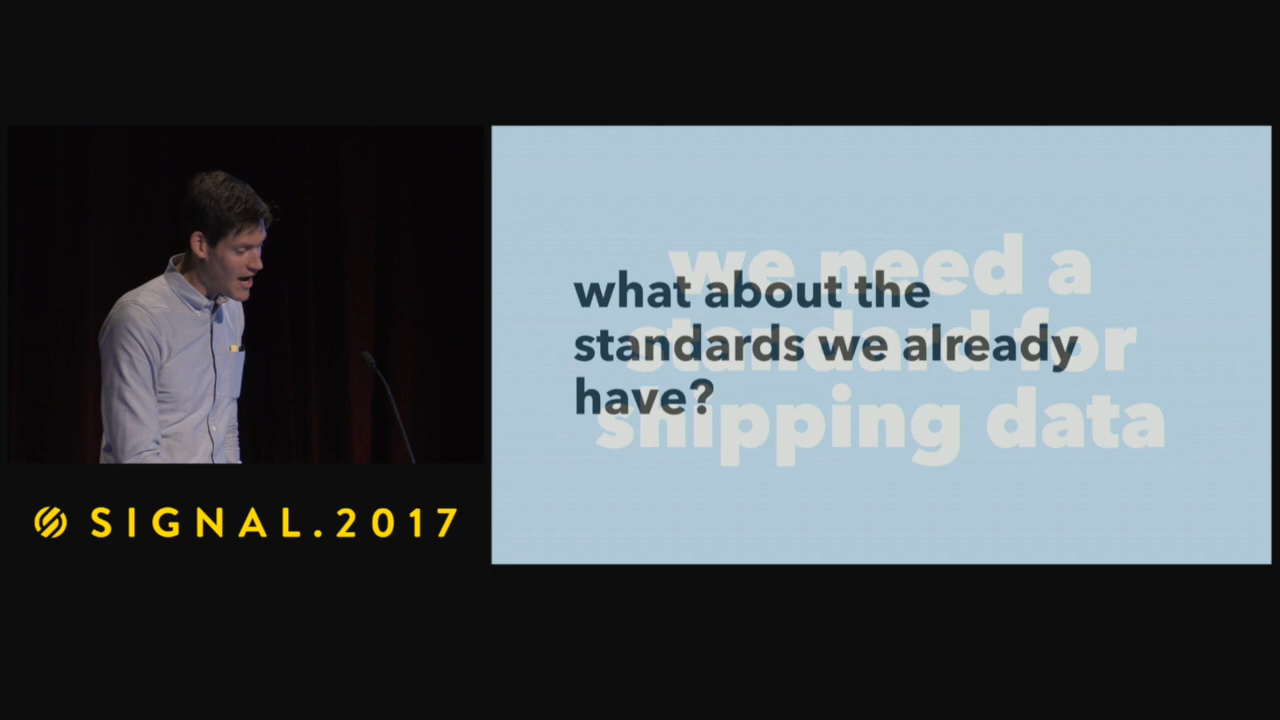 we need a
standard for
shipping data
what about the
standards we already
have?
SIGNAL.2017